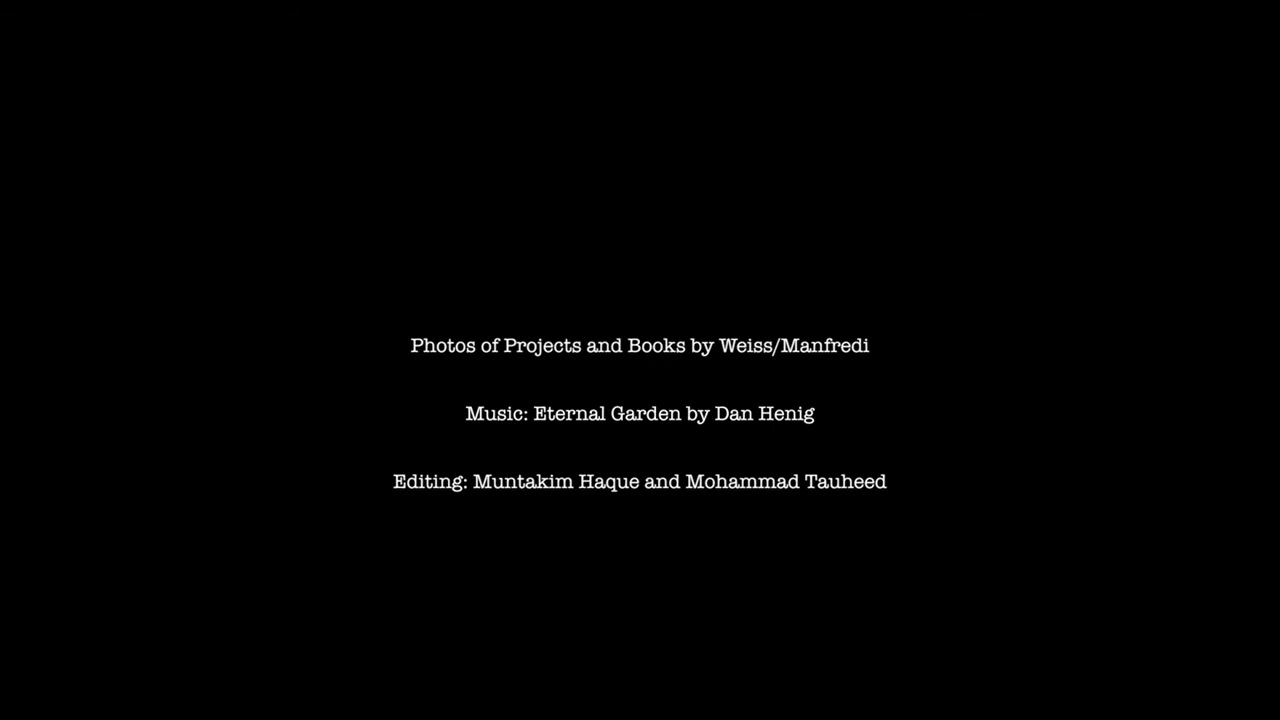 Photos of Projects and Books by Weiss/Manfredi
Music: Eternal Garden by Dan Henig
Editing: Muntakim Haque and Mohammad Tauheed